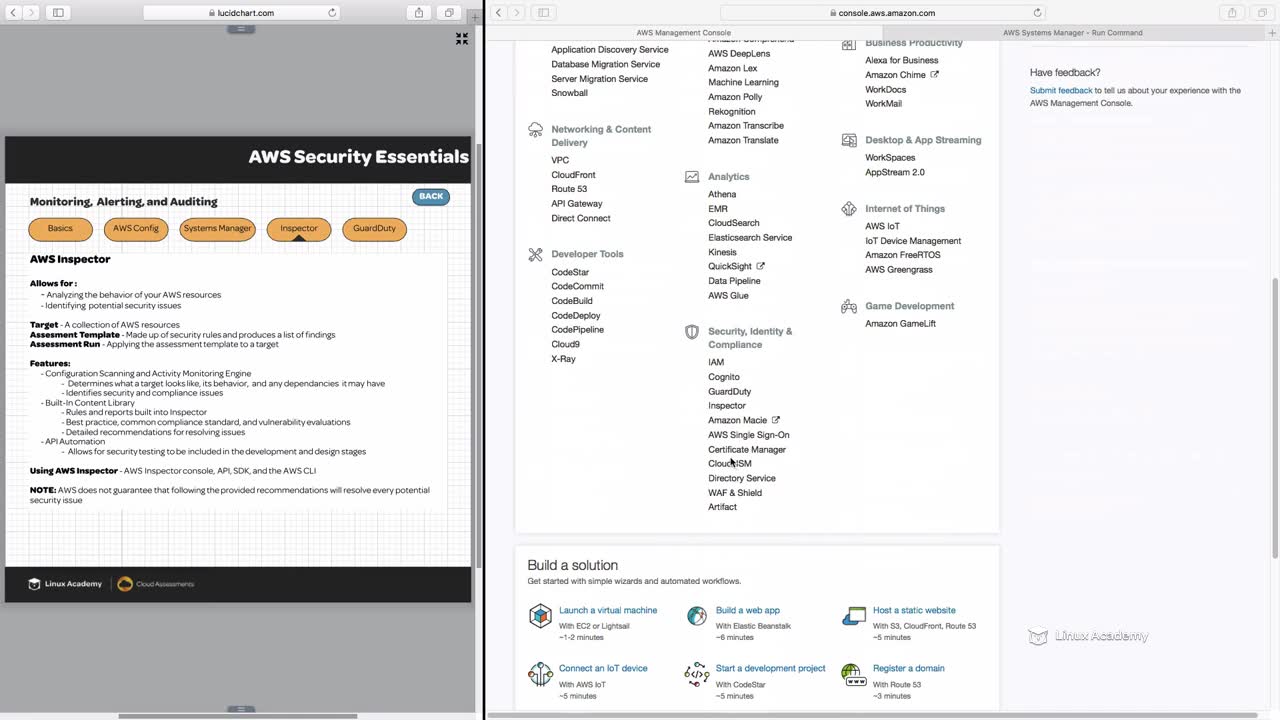 lucidchart.com
AWS Security Essentials
Monitoring, Alerting, and Auditing
BACK
Basics
AWS Config
Systems Manager
Inspector
GuardDuty
AWS Inspector
Allows for :
- Analyzing the behavior of your AWS resources
- Identifying potential security issues
Target - A collection of AWS resources
Assesment Template - Made up of security rules and produces a list of findings
Assessment Run - Applying the assessment template to a target
Features:
- Configuration Scanning and Activity Monitoring Engine
- Determines what a target looks like, its behavior, and any dependencies it may have
- Identifies security and compliance issues
- Built-In Content Library
- Rules and reports built into Inspector
- Best practice, common compliance standard, and vulnerability evaluations
- Detailed recommendations for resolving issues
- API Automation
- Allows for security testing to be included in the development and design stages
Using AWS Inspector - AWS Inspector console, API, SDK, and the AWS CLI
NOTE: AWS does not guarantee that following the provided recommendations will resolve every potential
security issue
Linux Academy
Cloud Assessments
console.aws.amazon.com
AWS Management Console
AWS Systems Manager - Run Command
Application Discovery Service
Database Migration Service
Server Migration Service
Snowball
Networking & Content
Delivery
VPC
CloudFront
Route 53
API Gateway
Direct Connect
Developer Tools
CodeStar
CodeCommit
CodeBuild
CodeDeploy
CodePipeline
Cloud9
X-Ray
Amazon Comprehend
AWS DeepLens
Amazon Lex
Machine Learning
Amazon Polly
Rekognition
Amazon Transcribe
Amazon Translate
Analytics
Athena
EMR
CloudSearch
Elasticsearch Service
Kinesis
QuickSight
Data Pipeline
AWS Glue
Security, Identity &
Compliance
IAM
Cognito
GuardDuty
Inspector
Amazon Macie
AWS Single Sign-On
Certificate Manager
CloudHSM
Directory Service
WAF & Shield
Artifact
Business Productivity
Alexa for Business
Amazon Chime
WorkDocs
WorkMail
Desktop & App Streaming
WorkSpaces
AppStream 2.0
Internet of Things
AWS IoT
IoT Device Management
Amazon FreeRTOS
AWS Greengrass
Game Development
Amazon GameLift
Have feedback?
Submit feedback to tell us about your experience with the
AWS Management Console.
Build a solution
Get started with simple wizards and automated workflows.
Launch a virtual machine
With EC2 or Lightsail
~1-2 minutes
Build a web app
With Elastic Beanstalk
~6 minutes
Host a static website
With S3, CloudFront, Route 53
~5 minutes
Connect an IoT device
With AWS IoT
~5 minutes
Start a development project
With CodeStar
~5 minutes
Register a domain
With Route 53
~3 minutes
Linux Academy